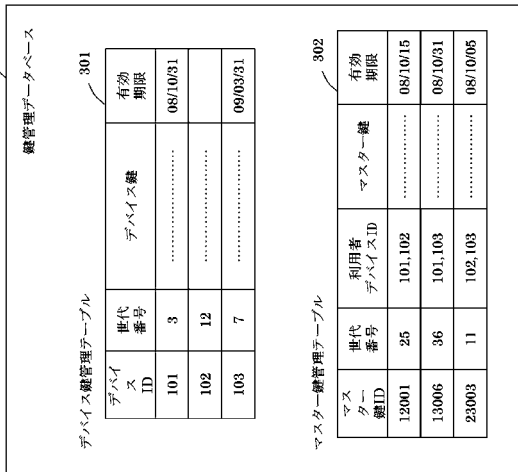 鍵管理データベース
デバイス鍵管理テーブル
301
デバイ
スID
世代
番号
デバイス鍵
有効
期限
101 3 ………………… 08/10/31
102 12 …………………
103 7 ………………… 09/03/31
マスター鍵管理テーブル
302
マス
ター
鍵ID
世代
番号
利用者
デバイスID
マスター鍵
有効
期限
12001 25 101,102 ………………… 08/10/15
13006 36 101,103 ………………… 08/10/31
23003 11 102,103 ………………… 08/10/05